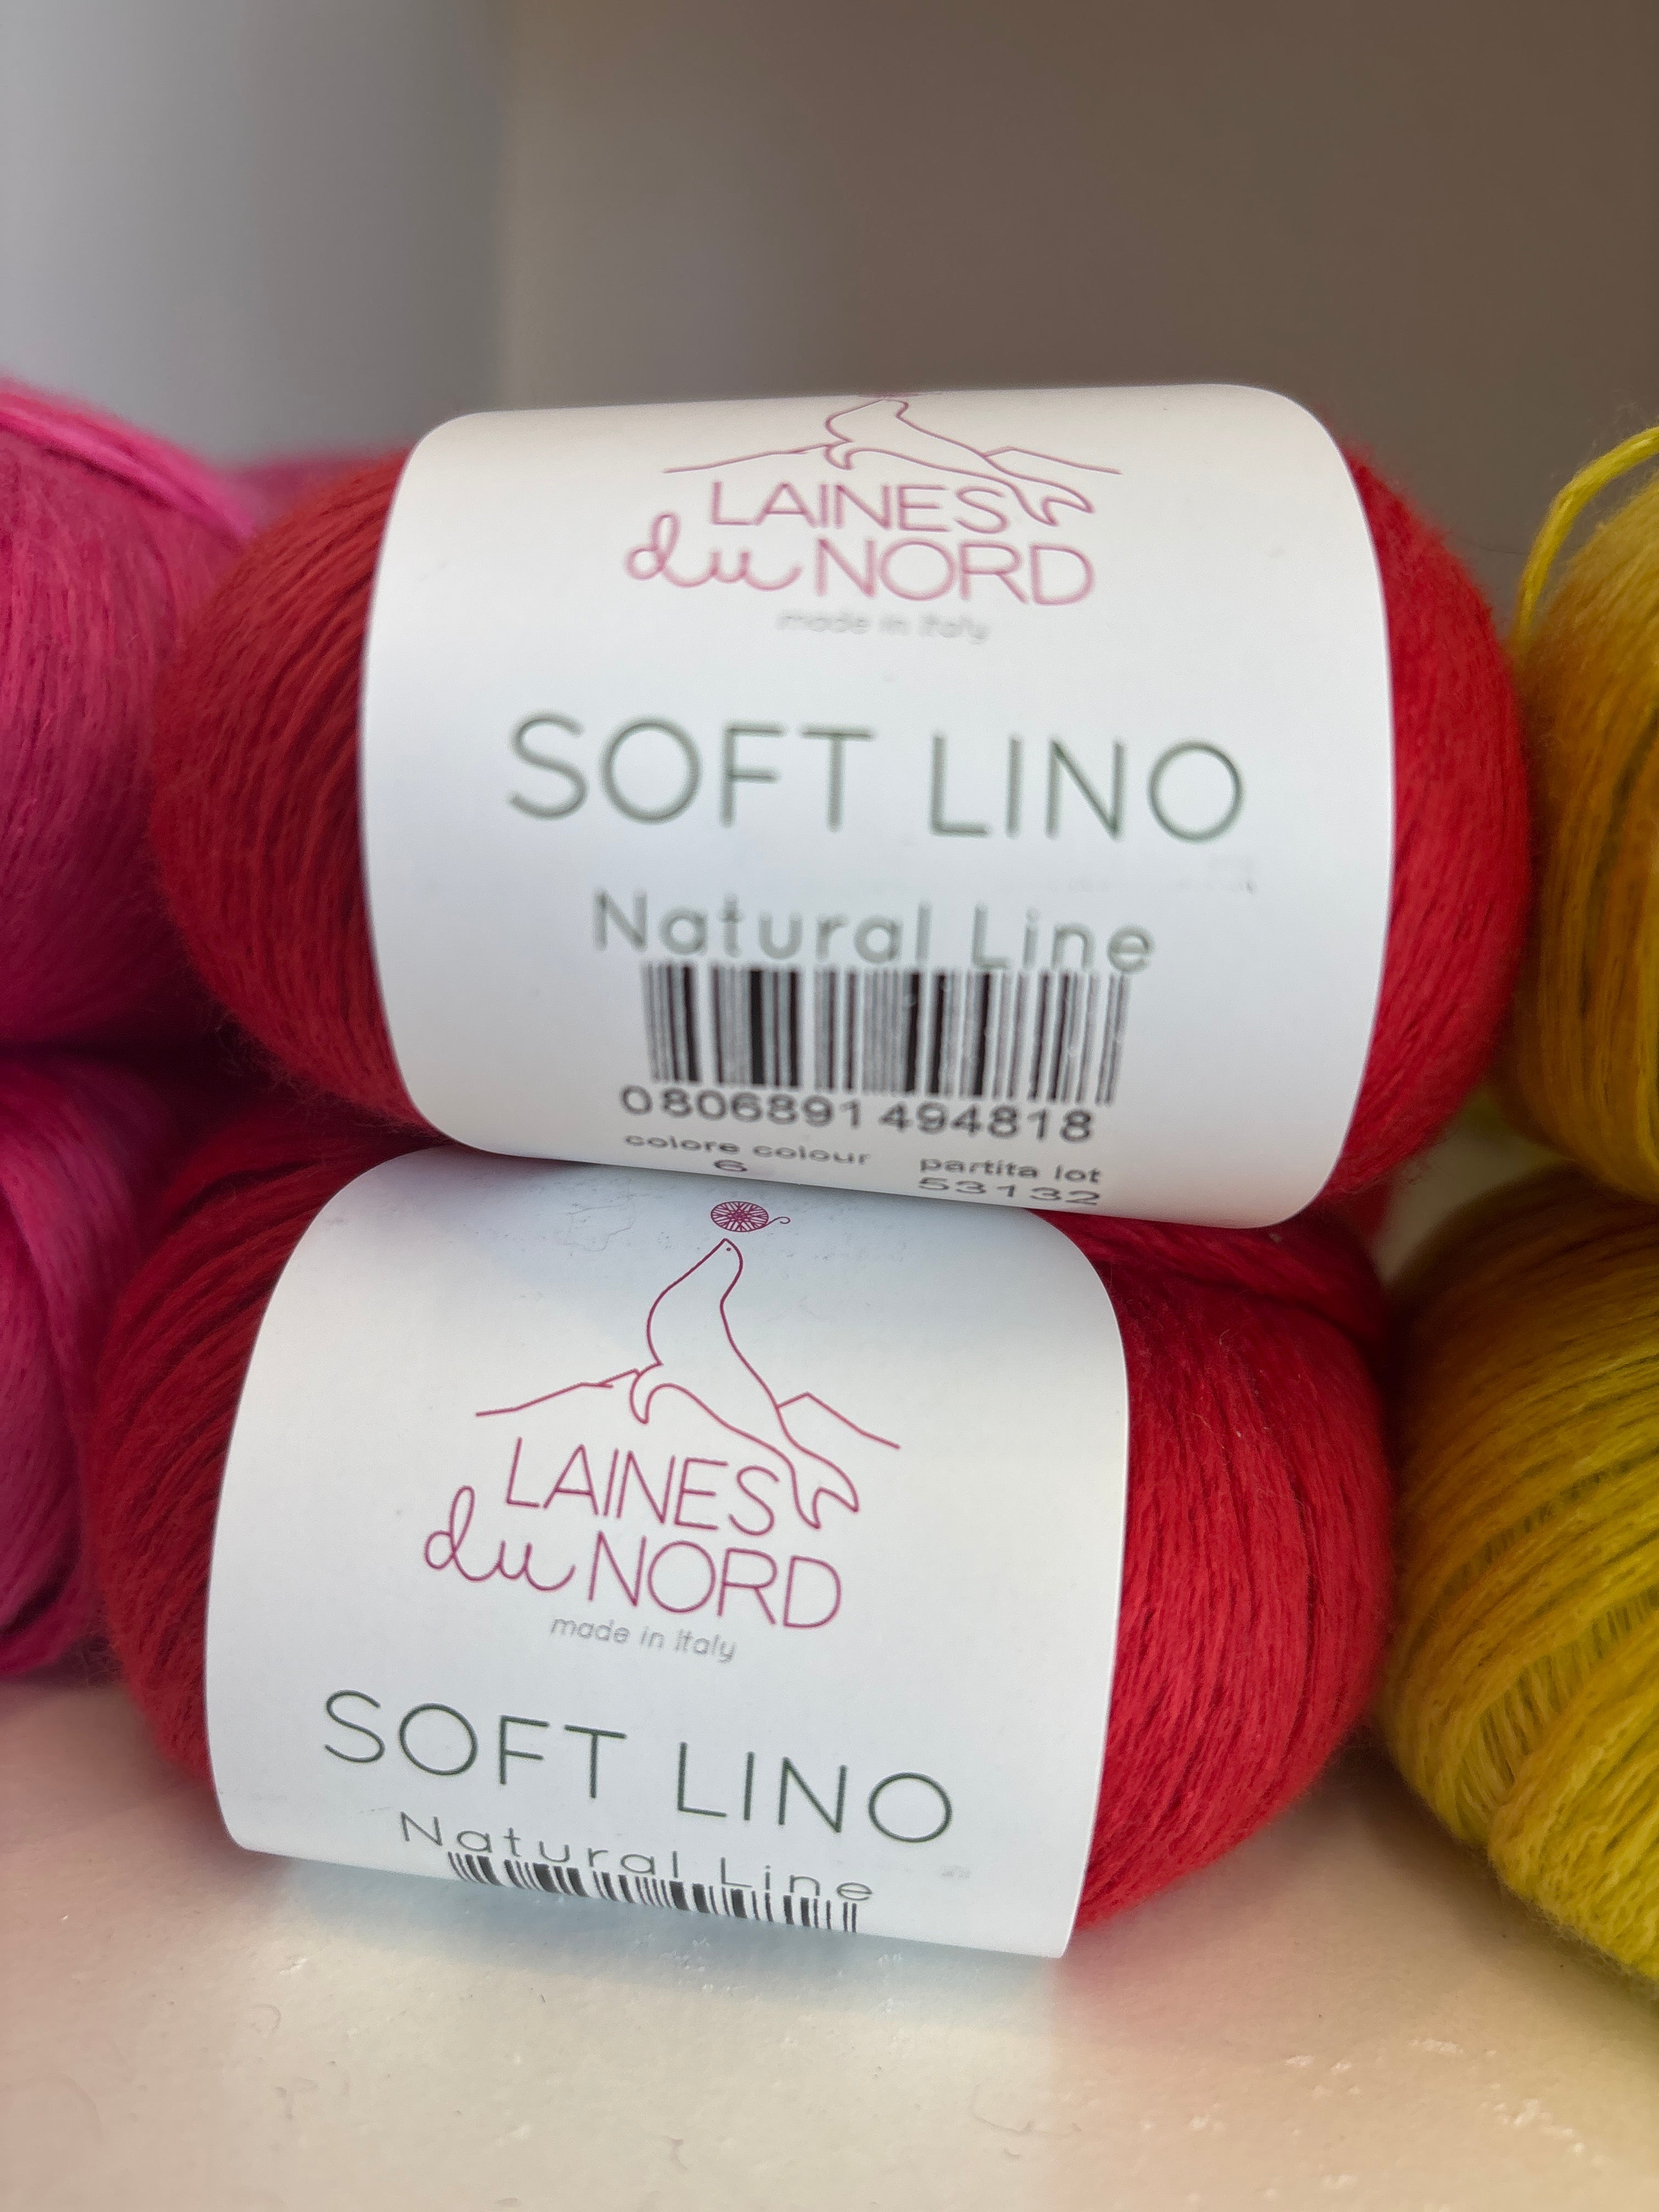 LAINES
du NORD
made in Italy
SOFT LINO
Natural Line
0806891494818
colore colour partita lot
6 53132
LAINES
du NORD
made in Italy
SOFT LINO
Natural Line